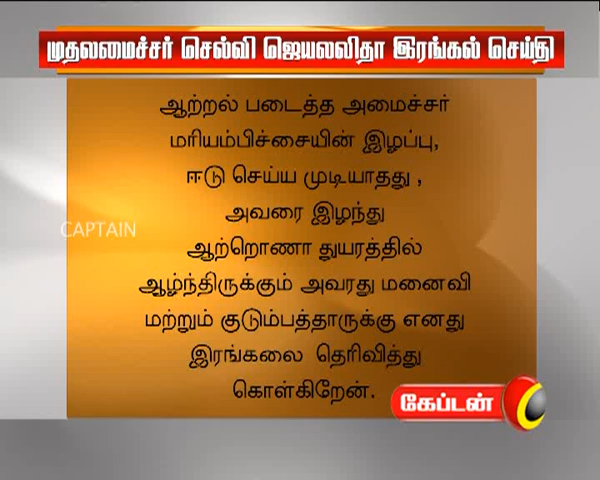 முதலமைச்சர் செல்வி ஜெயலலிதா இரங்கல் செய்தி
ஆற்றல் படைத்த அமைச்சர்
மரியம்பிச்சையின் இழப்பு,
ஈடு செய்ய முடியாதது ,
அவரை இழந்து
CAPTAIN
ஆற்றொணா துயரத்தில்
ஆழ்ந்திருக்கும் அவரது மனைவி
மற்றும் குடும்பத்தாருக்கு எனது
இரங்கலை தெரிவித்து
கொள்கிறேன்.
கேப்டன்